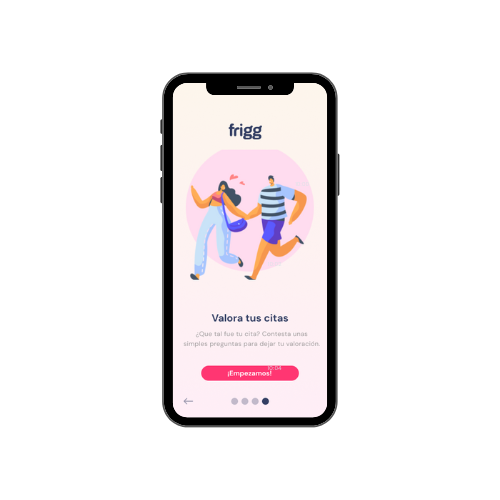 frigg
Valora tus citas
¿Que tal fue tu cita? Contesta unas
simples preguntas para dejar tu valoración.
10:04
¡Empezamos!